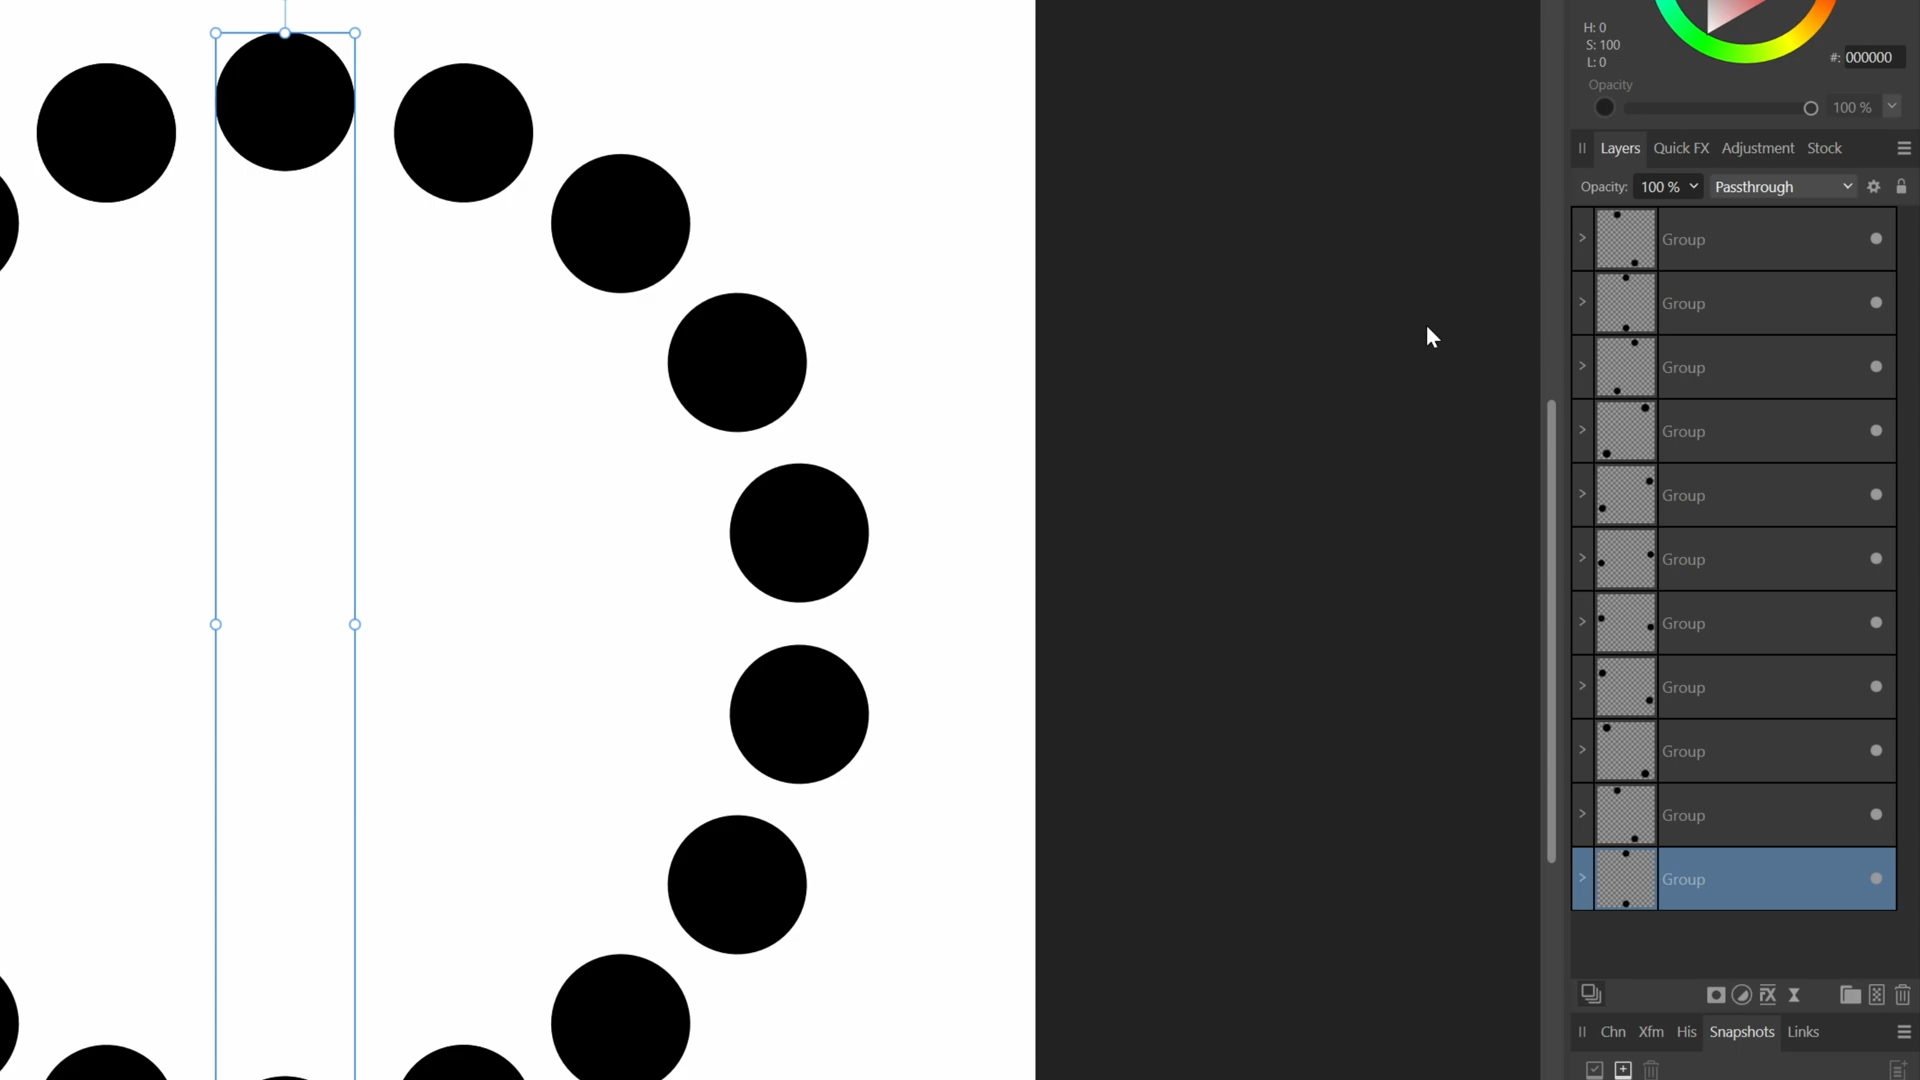 H: 0
S: 100
L: 0
#: 000000
Opacity
100 %
Layers Quick FX Adjustment Stock
Opacity: 100 % Passthrough
Group
Group
Group
Group
Group
Group
Group
Group
Group
Group
Group
Chn Xfm His Snapshots Links